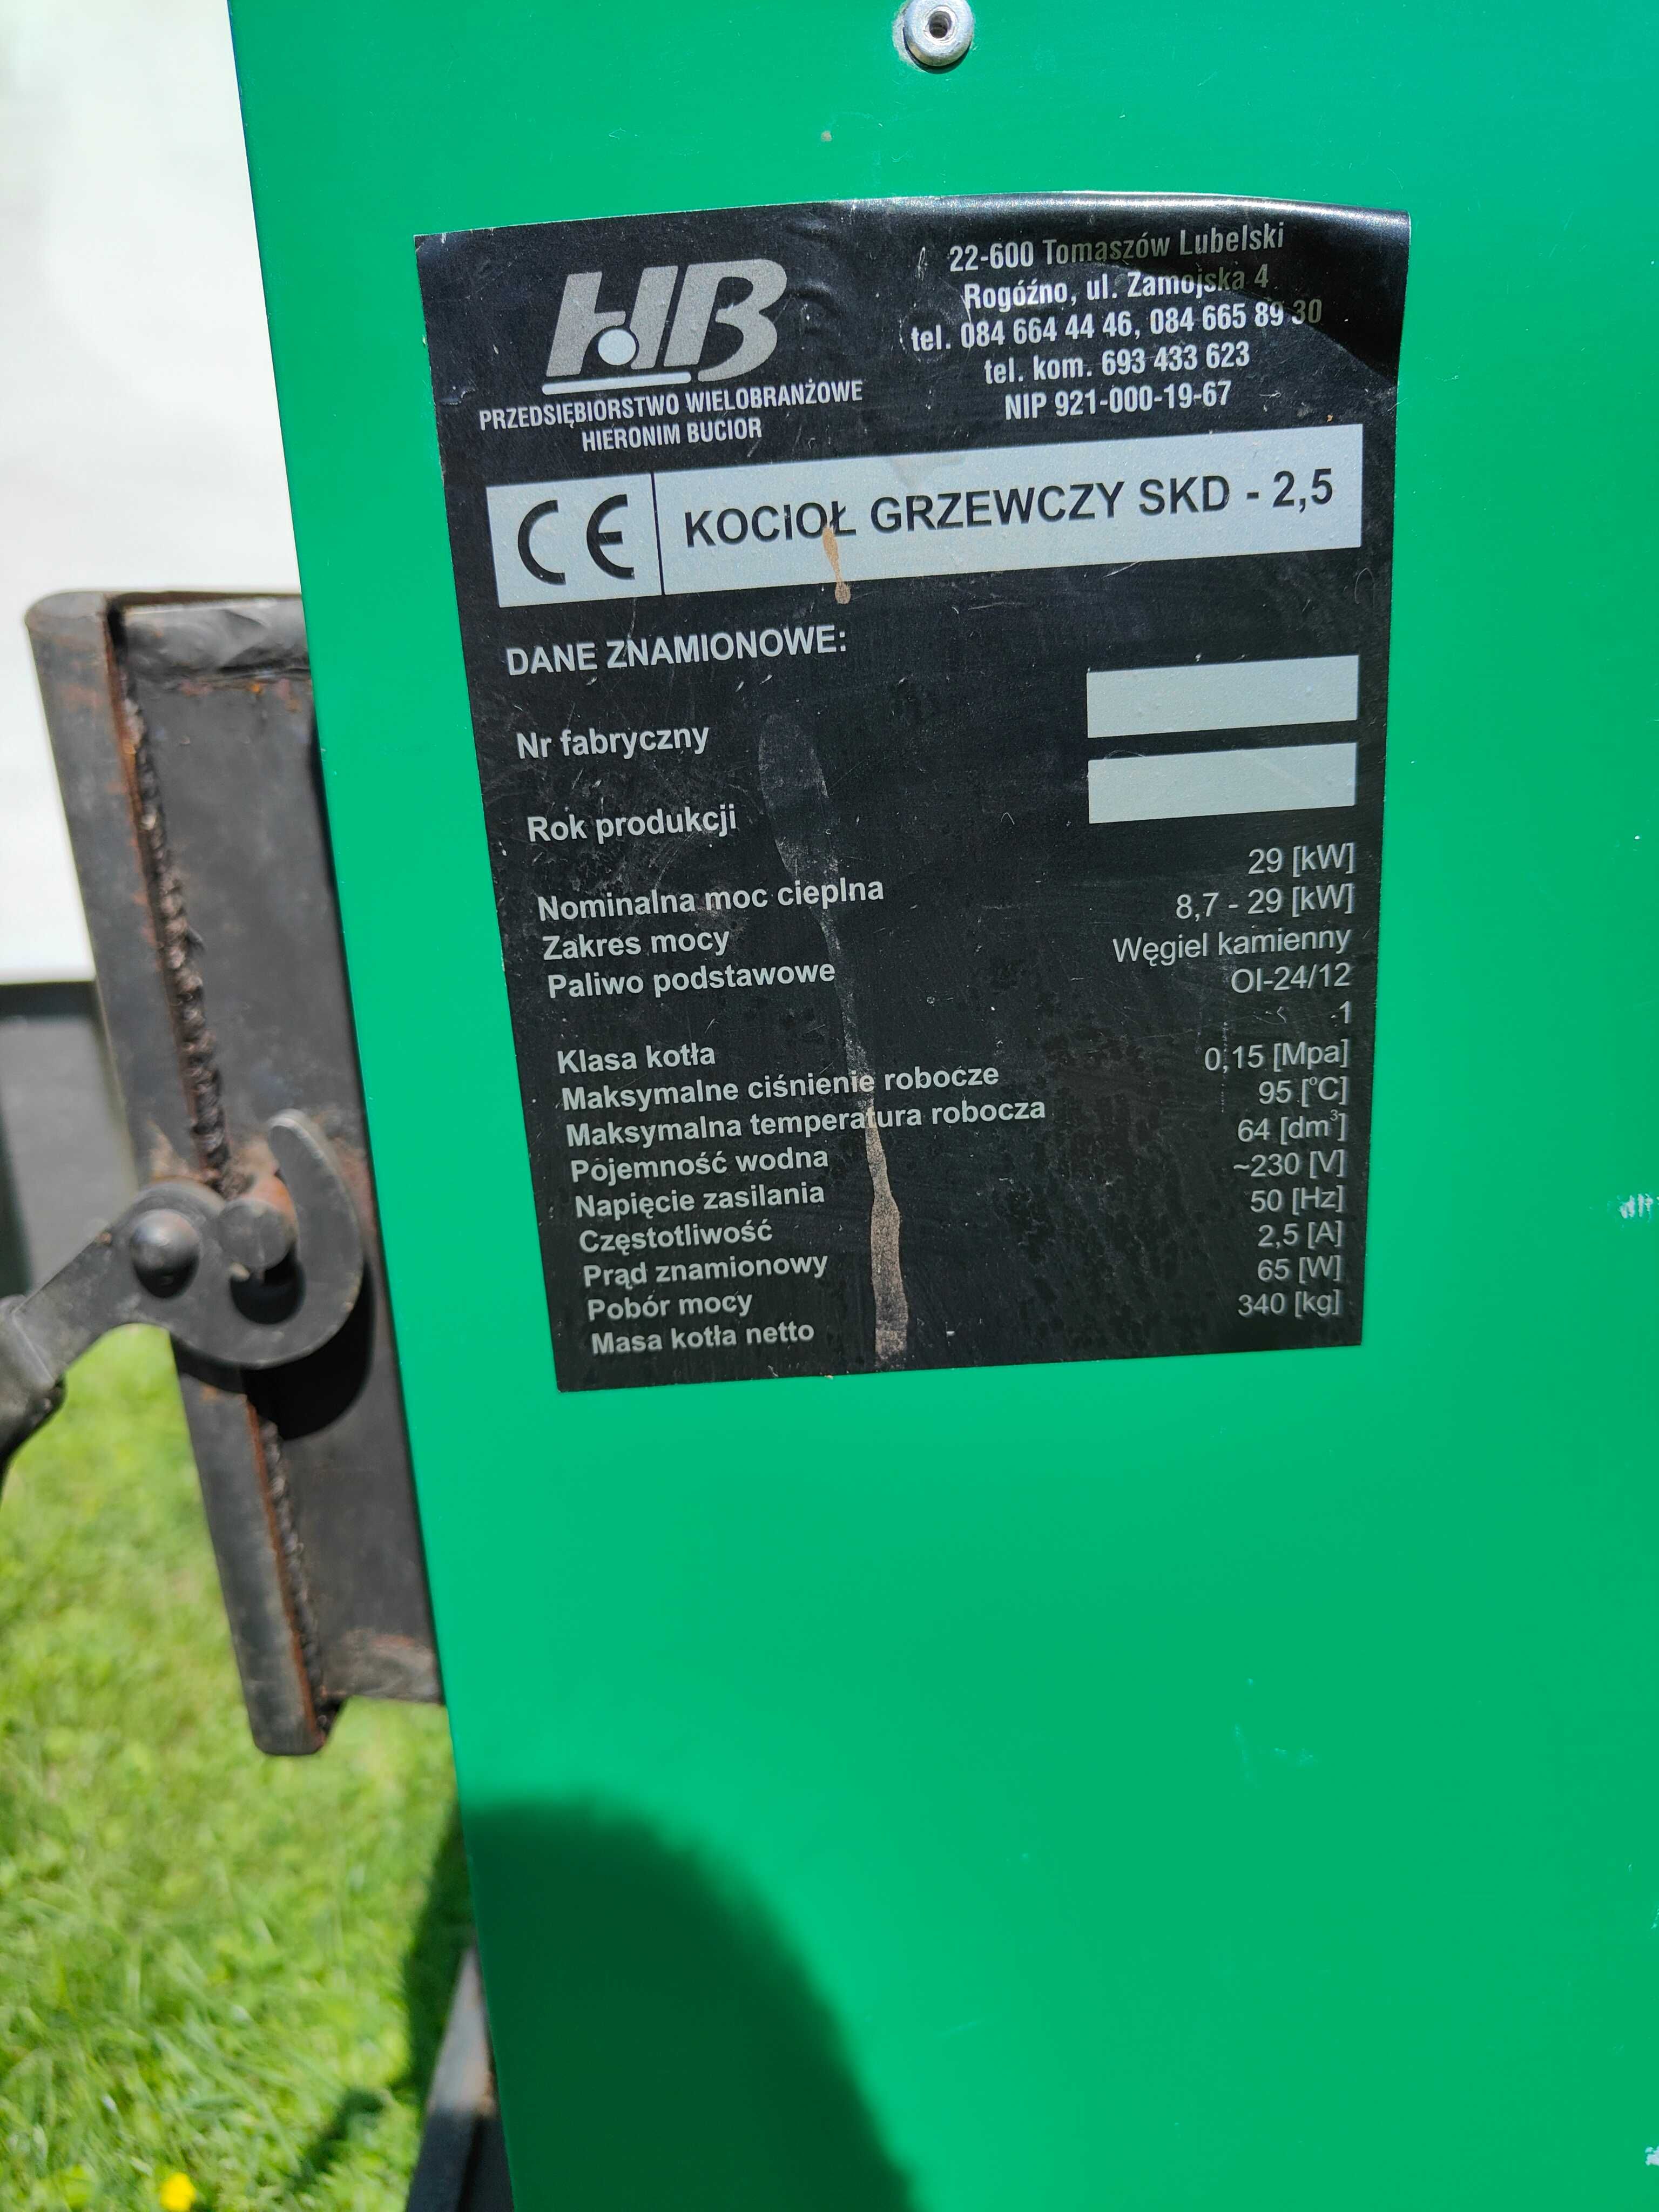 HB
PRZEDSIĘBIORSTWO WIELOBRANŻOWE
HIERONIM BUCIOR
22-600 Tomaszów Lubelski
Rogóźno, ul. Zamojska 4
tel. 084 664 44 46, 084 665 89 30
tel. kom. 693 433 623
NIP 921-000-19-67
CE KOCIOŁ GRZEWCZY SKD - 2,5
DANE ZNAMIONOWE:
Nr fabryczny
Rok produkcji
Nominalna moc cieplna 29 [kW]
Zakres mocy 8,7 - 29 [kW]
Paliwo podstawowe Węgiel kamienny
OI-24/12
Klasa kotła 1
Maksymalne ciśnienie robocze 0,15 [Mpa]
Maksymalna temperatura robocza 95 [°C]
Pojemność wodna 64 [dm³]
Napięcie zasilania ~230 [V]
Częstotliwość 50 [Hz]
Prąd znamionowy 2,5 [A]
Pobór mocy 65 [W]
Masa kotła netto 340 [kg]